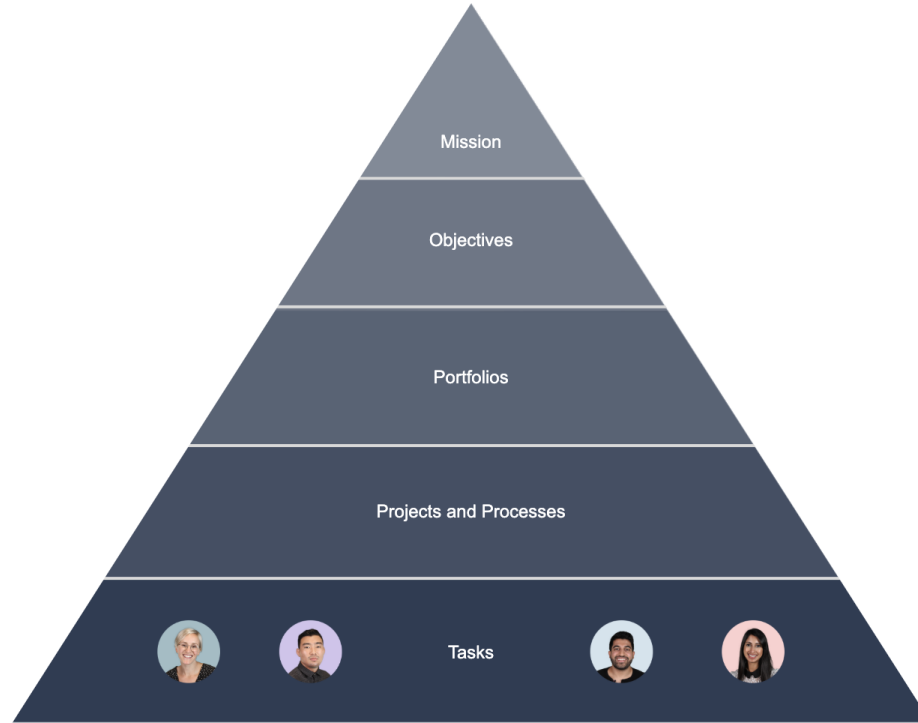 Mission
Objectives
Portfolios
Projects and Processes
Tasks